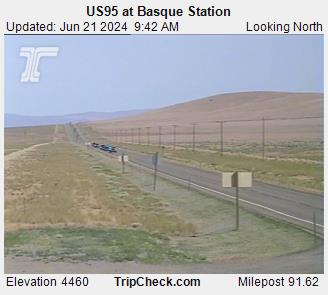 US95 at Basque Station
Updated: Jun 21 2024 9:42 AM Looking North
Elevation 4460 TripCheck.com Milepost 91.62